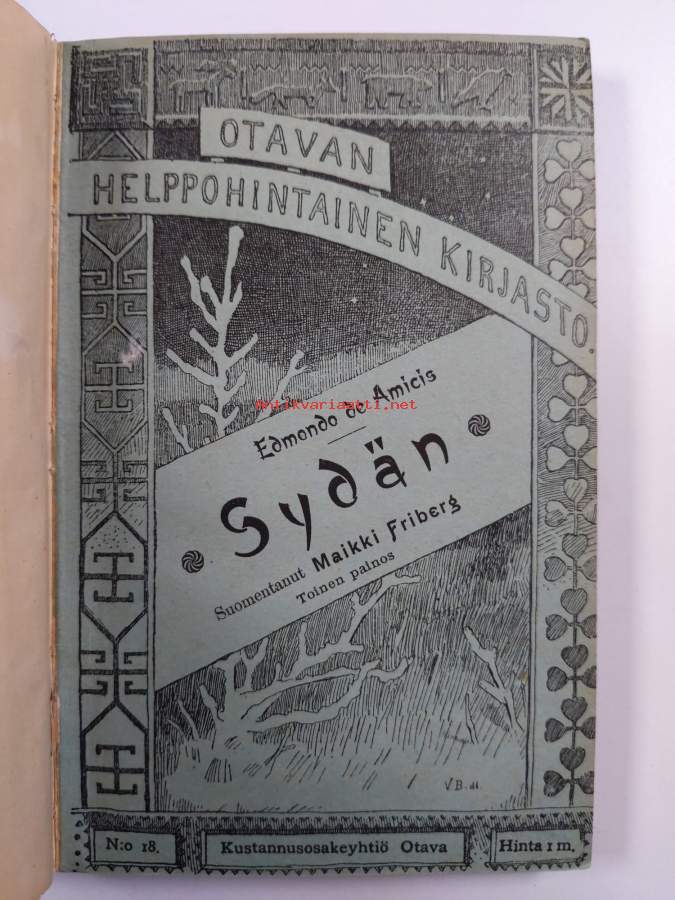 OTAVAN
HELPPOHINTAINEN KIRJASTO.
Edmondo de Amicis
antikvariaatti.net
Sydän
Suomentanut Maikki Friberg
Toinen painos
V.B. del.
N:o 18.
Kustannusosakeyhtiö Otava
Hinta 1 m.